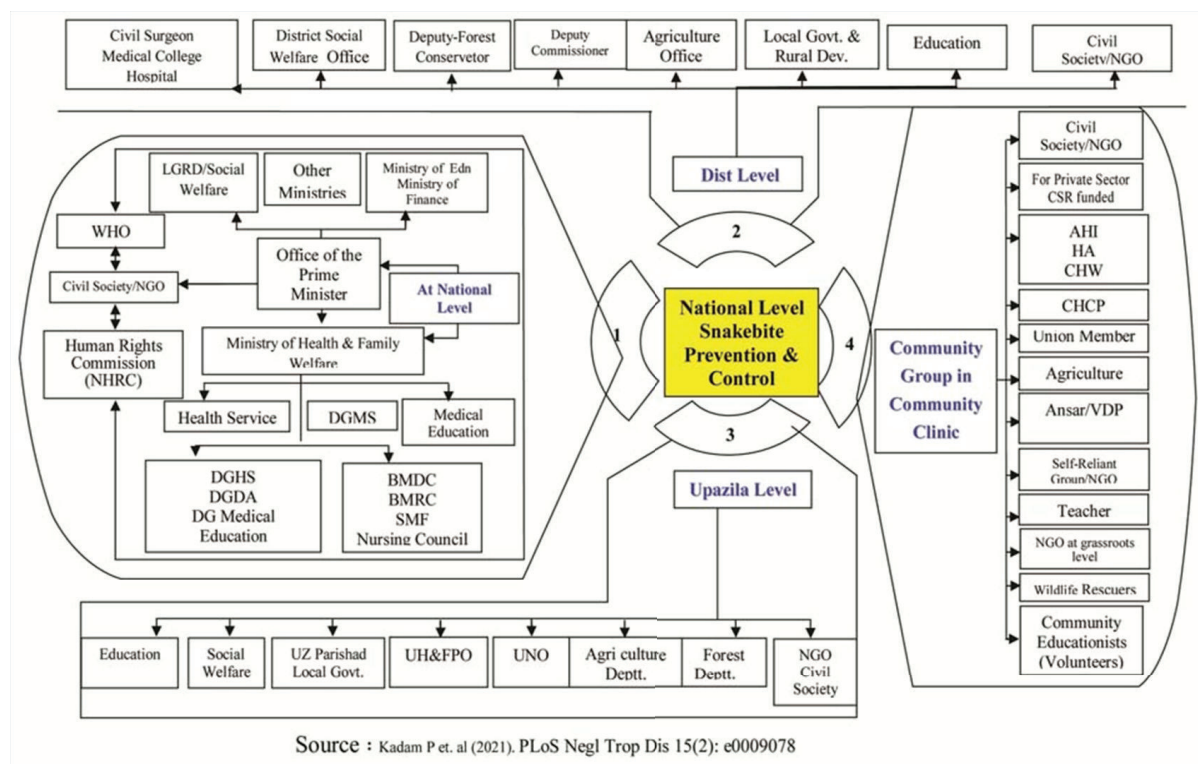 Civil Surgeon
Medical College
Hospital
District Social
Welfare Office
Deputy-Forest
Conservetor
Deputy
Commissioner
Agriculture
Office
Local Govt. &
Rural Dev.
Education
Civil
Society/NGO
Dist Level
2
LGRD/Social
Welfare
Other
Ministries
Ministry of Edn
Ministry of
Finance
WHO
Office of the
Prime
Minister
Civil Society/NGO
At National
Level
Human Rights
Commission
(NHRC)
Ministry of Health & Family
Welfare
Health Service
DGMS
Medical
Education
DGHS
DGDA
DG Medical
Education
BMDC
BMRC
SMF
Nursing Council
1
National Level
Snakebite
Prevention &
Control
4
3
Community
Group in
Community
Clinic
Civil
Society/NGO
For Private Sector
CSR funded
AHI
HA
CHW
CHCP
Union Member
Agriculture
Ansar/VDP
Self-Reliant
Group/NGO
Teacher
NGO at grassroots
level
Wildlife Rescuers
Community
Educationists
(Volunteers)
Upazila Level
Education
Social
Welfare
UZ Parishad
Local Govt.
UH&FPO
UNO
Agri culture
Deptt.
Forest
Deptt.
NGO
Civil
Society
Source : Kadam P et. al (2021). PLoS Negl Trop Dis 15(2): e0009078